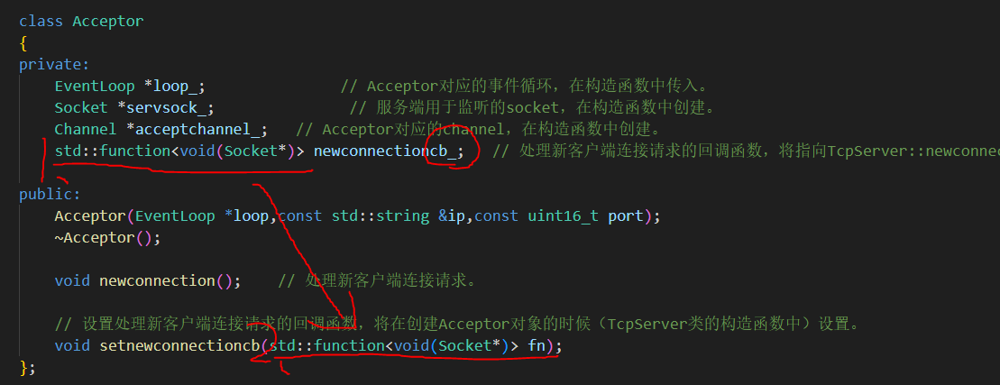 class Acceptor
{
private:
EventLoop *loop_; // Acceptor对应的事件循环，在构造函数中传入。
Socket *servsock_; // 服务端用于监听的socket，在构造函数中创建。
Channel *acceptchannel_; // Acceptor对应的channel，在构造函数中创建。
std::function<void(Socket*)> newconnectioncb_; // 处理新客户端连接请求的回调函数，将指向TcpServer::newconnec
public:
Acceptor(EventLoop *loop,const std::string &ip,const uint16_t port);
~Acceptor();
void newconnection(); // 处理新客户端连接请求。
// 设置处理新客户端连接请求的回调函数，将在创建Acceptor对象的时候（TcpServer类的构造函数中）设置。
void setnewconnectioncb(std::function<void(Socket*)> fn);
};